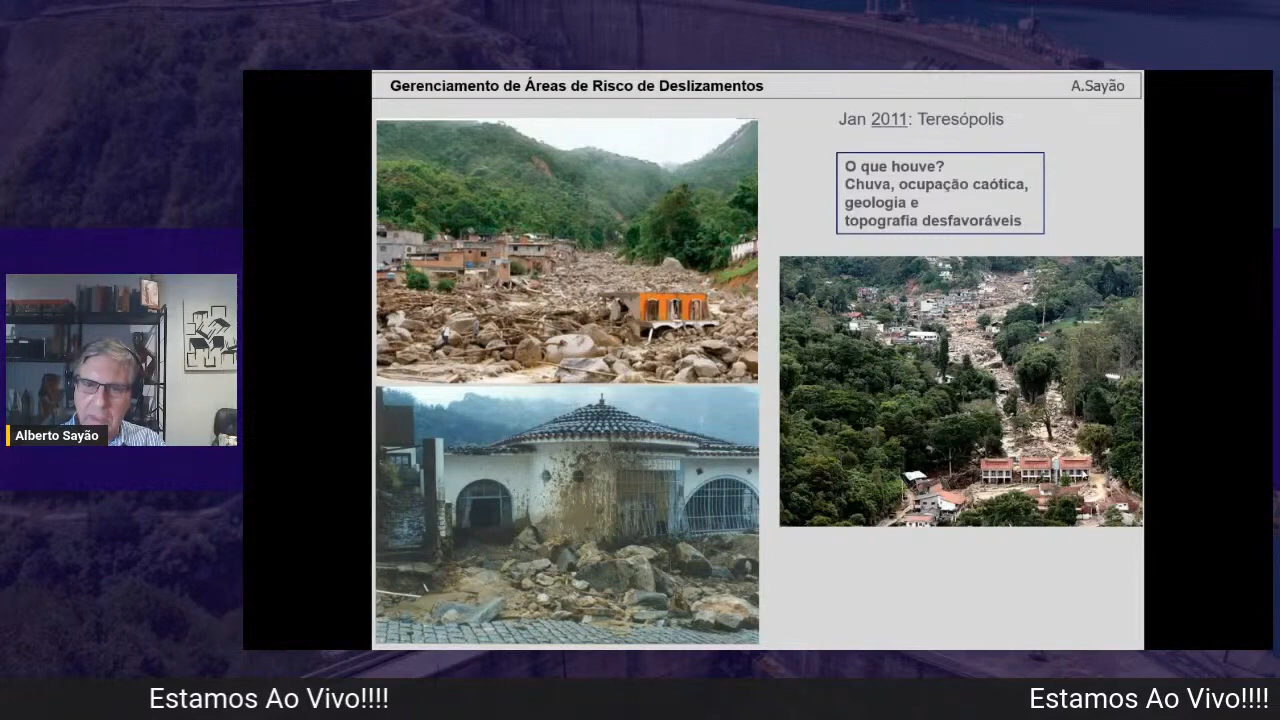 Gerenciamento de Áreas de Risco de Deslizamentos
A.Sayão
Jan 2011: Teresópolis
O que houve?
Chuva, ocupação caótica,
geologia e
topografia desfavoráveis
Alberto Sayão
Estamos Ao Vivo!!!!
Estamos Ao Vivo!!!!